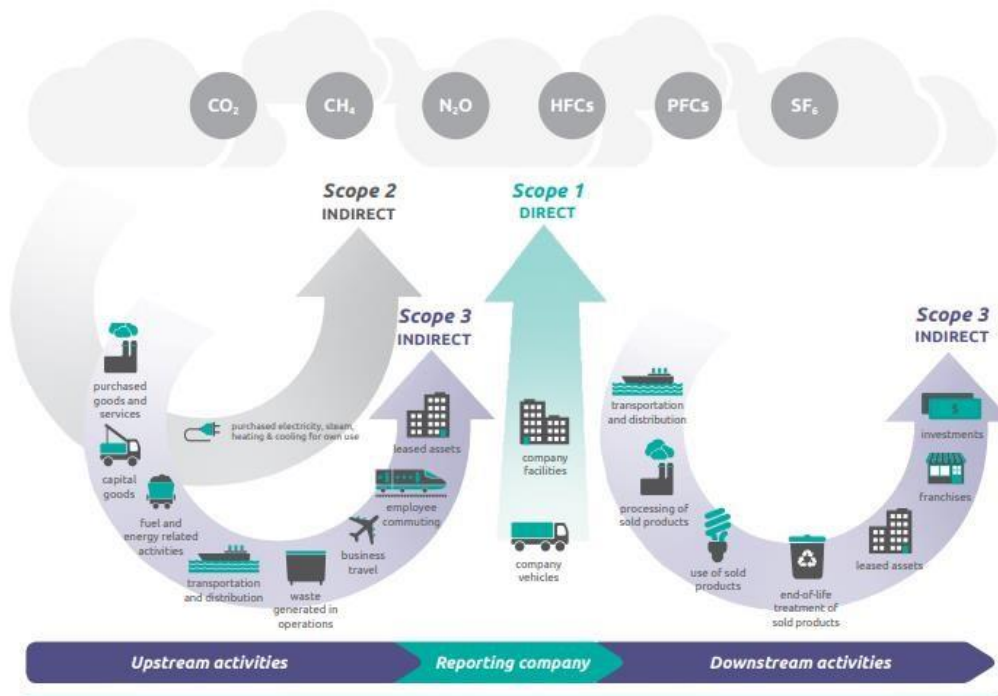 CO₂
CH₄
N₂O
HFCs
PFCs
SF₆
Scope 2
INDIRECT
Scope 1
DIRECT
Scope 3
INDIRECT
Scope 3
INDIRECT
purchased
goods and
services
capital
goods
fuel and
energy related
activities
transportation
and distribution
waste
generated in
operations
business
travel
employee
commuting
leased assets
purchased electricity, steam,
heating & cooling for own use
company
facilities
company
vehicles
transportation
and distribution
processing of
sold products
use of sold
products
end-of-life
treatment of
sold products
leased assets
franchises
$
investments
Upstream activities
Reporting company
Downstream activities